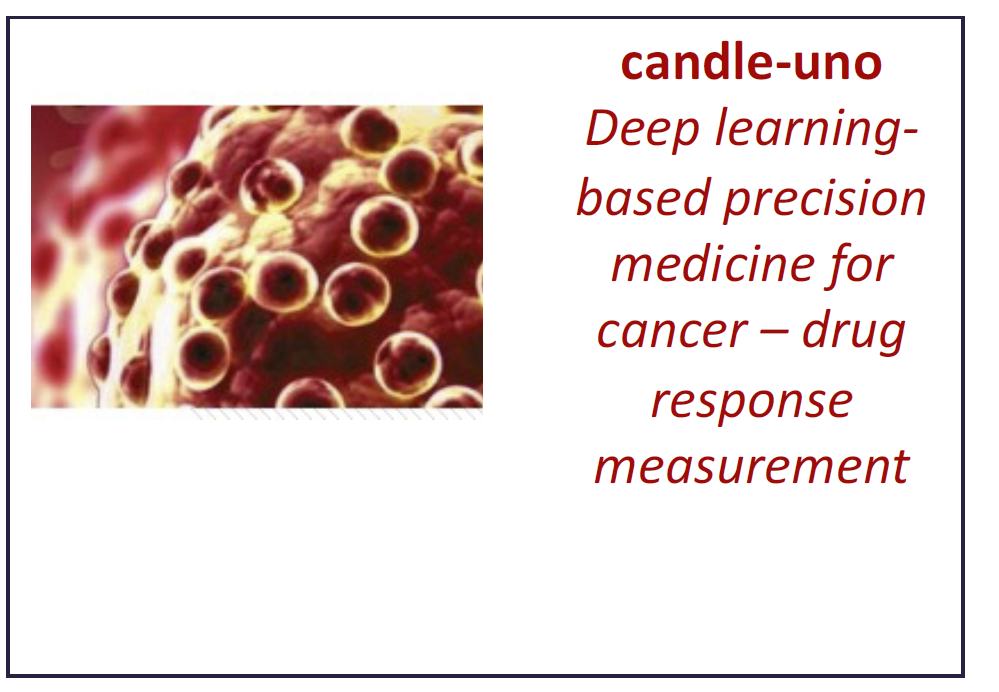 candle-uno
Deep learning-
based precision
medicine for
cancer – drug
response
measurement